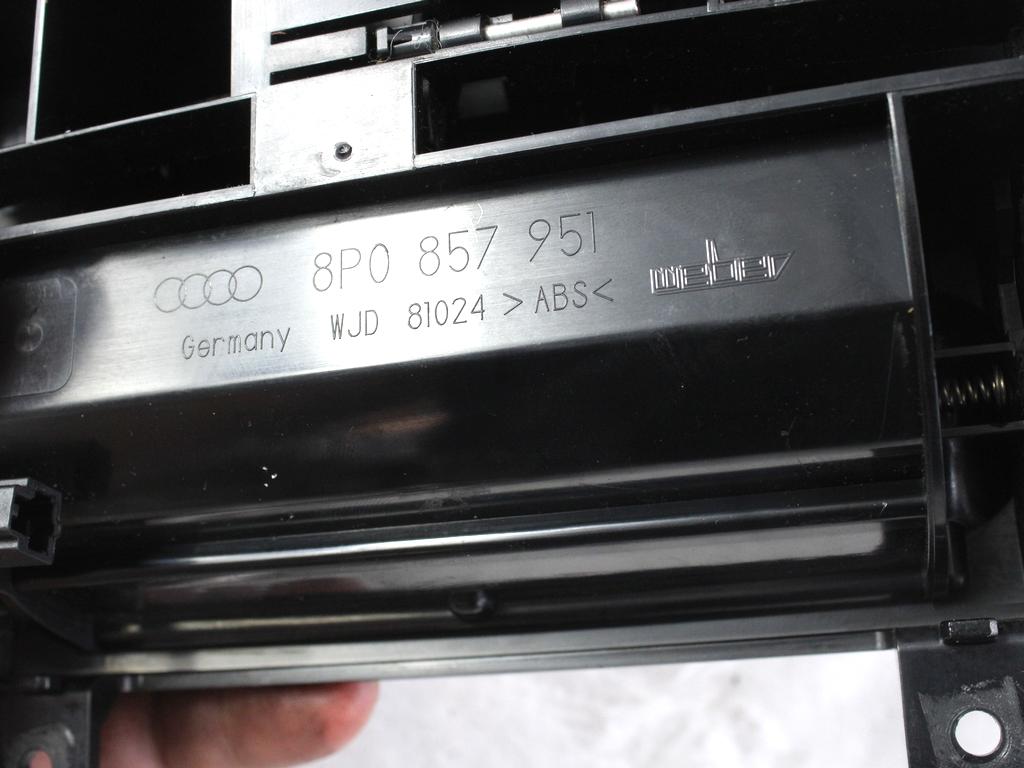 8P0 857 951
Germany WJD 81024 >ABS<
weber